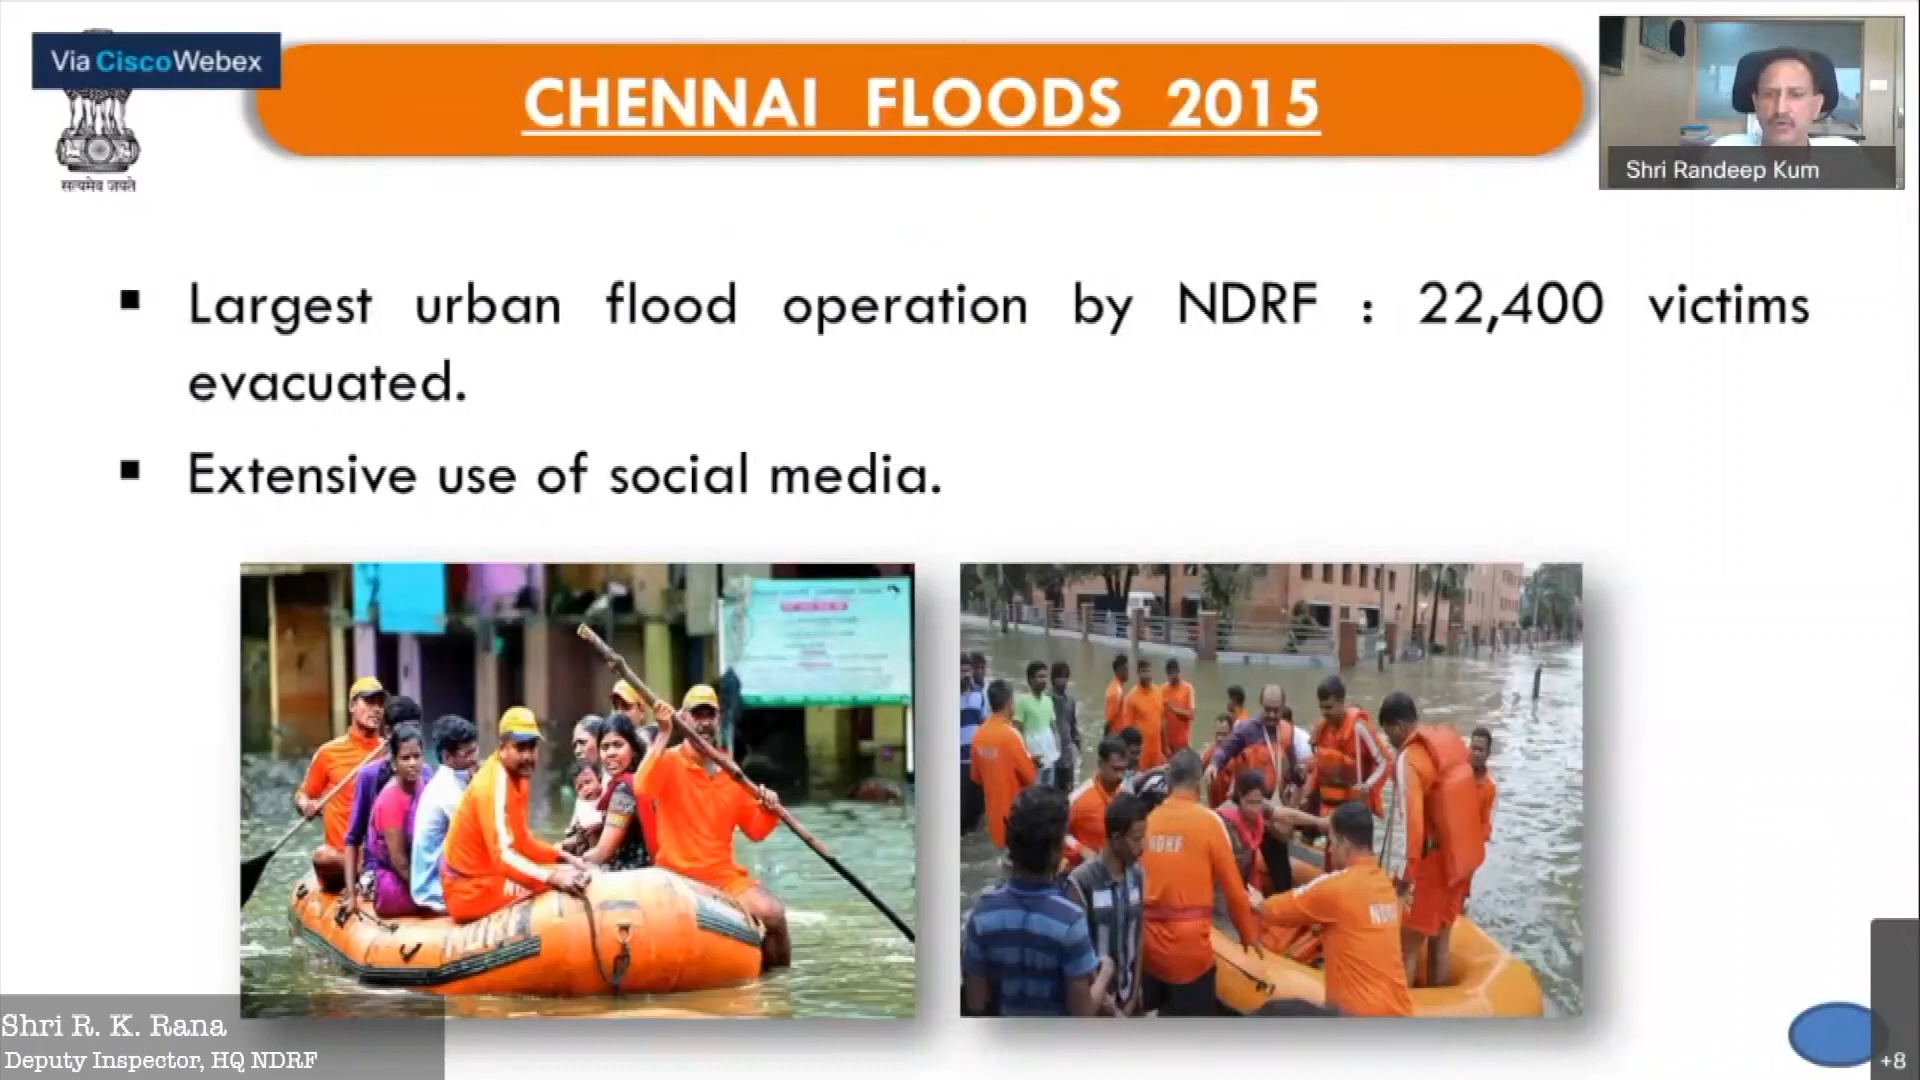 Via CiscoWebex
CHENNAI FLOODS 2015
सत्यमेव जयते
Shri Randeep Kum
▪ Largest urban flood operation by NDRF : 22,400 victims
evacuated.
▪ Extensive use of social media.
NDRF
NDRF
Shri R. K. Rana
Deputy Inspector, HQ NDRF
+8